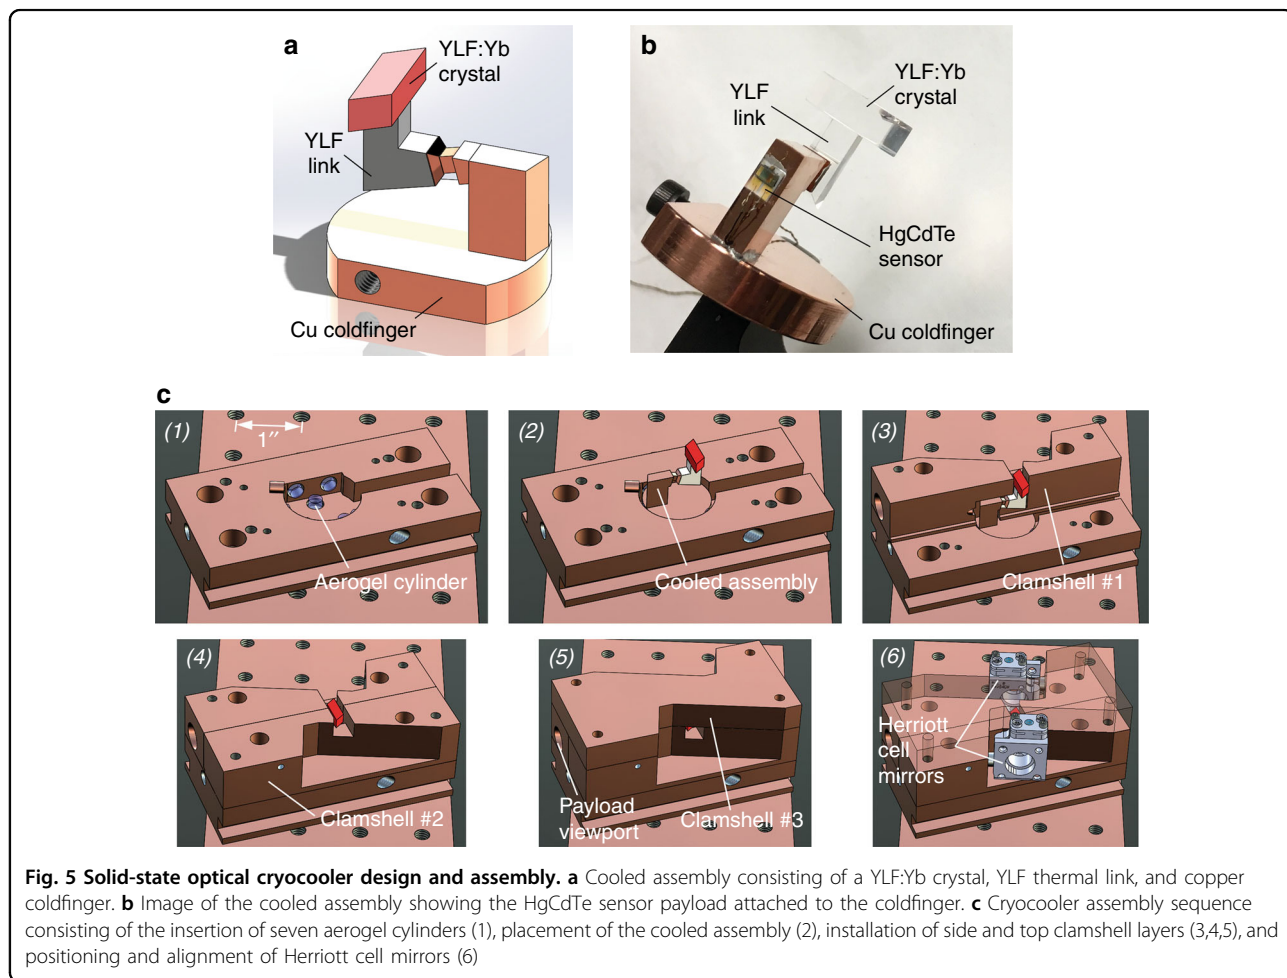 a
YLF:Yb
crystal
YLF
link
Cu coldfinger
b
YLF:Yb
crystal
YLF
link
HgCdTe
sensor
Cu coldfinger
c
(1)
1″
Aerogel cylinder
(2)
Cooled assembly
(3)
Clamshell #1
(4)
Clamshell #2
(5)
Payload
viewport
Clamshell #3
(6)
Herriott
cell
mirrors
Fig. 5 Solid-state optical cryocooler design and assembly. a Cooled assembly consisting of a YLF:Yb crystal, YLF thermal link, and copper
coldfinger. b Image of the cooled assembly showing the HgCdTe sensor payload attached to the coldfinger. c Cryocooler assembly sequence
consisting of the insertion of seven aerogel cylinders (1), placement of the cooled assembly (2), installation of side and top clamshell layers (3,4,5), and
positioning and alignment of Herriott cell mirrors (6)